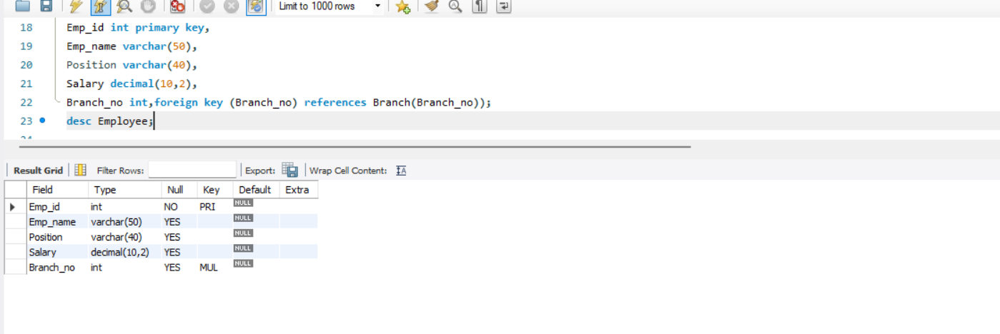 Limit to 1000 rows
18 Emp_id int primary key,
19 Emp_name varchar(50),
20 Position varchar(40),
21 Salary decimal(10,2),
22 Branch_no int,foreign key (Branch_no) references Branch(Branch_no));
23 desc Employee;
24
Result Grid Filter Rows: Export: Wrap Cell Content: IA
Field Type Null Key Default Extra
Emp_id int NO PRI NULL
Emp_name varchar(50) YES NULL
Position varchar(40) YES NULL
Salary decimal(10,2) YES NULL
Branch_no int YES MUL NULL